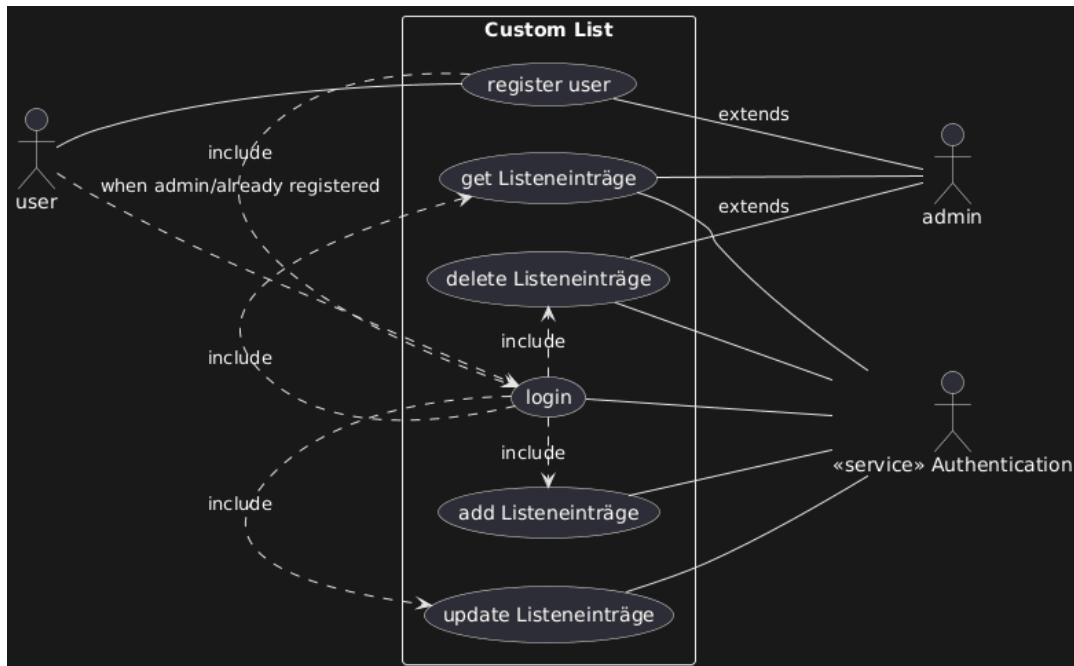 Custom List
register user
extends
include
user
when admin/already registered
get Listeneinträge
admin
extends
delete Listeneinträge
include
include
login
include
«service» Authentication
include
add Listeneinträge
update Listeneinträge